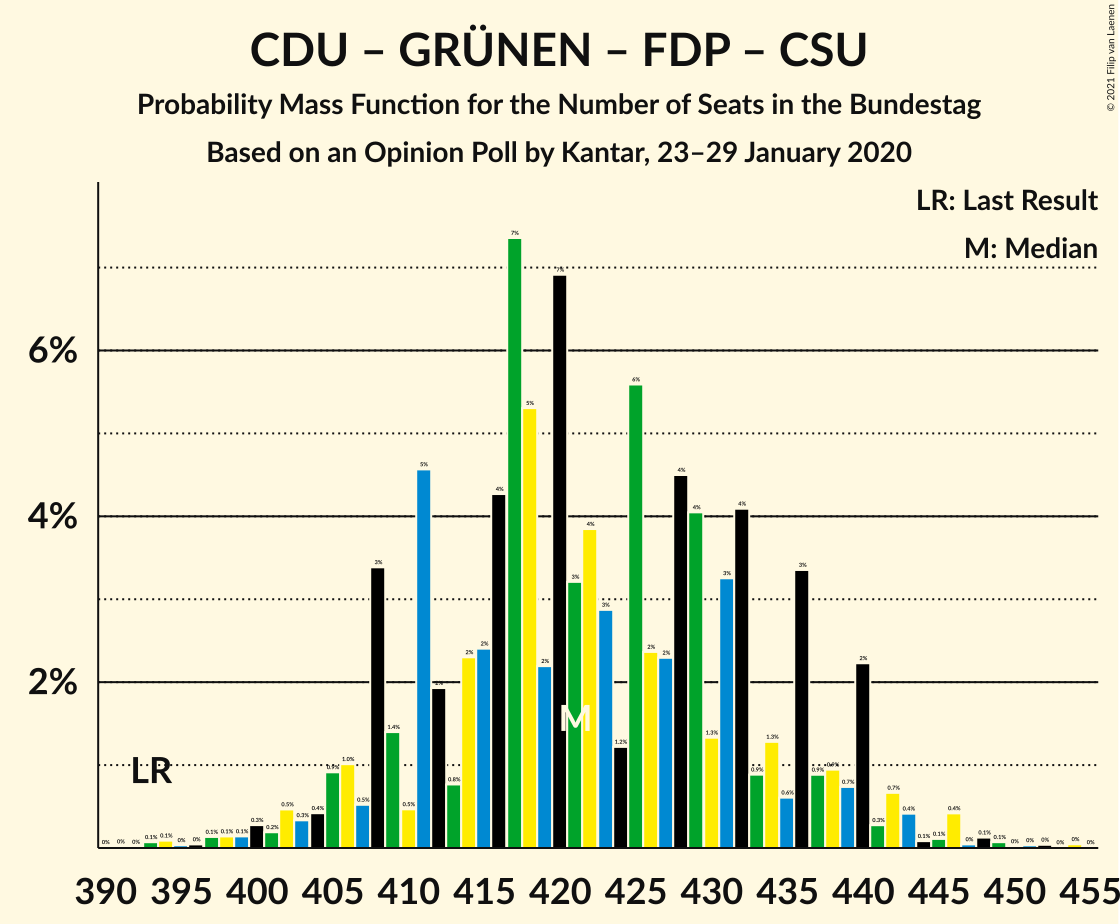 CDU – GRÜNEN – FDP – CSU
Probability Mass Function for the Number of Seats in the Bundestag
Based on an Opinion Poll by Kantar, 23–29 January 2020
© 2021 Filip van Laenen
LR: Last Result
M: Median
6%
4%
2%
LR
M
0% 0% 0% 0.1% 0.1% 0% 0% 0.1% 0.1% 0.1% 0.3% 0.2% 0.5% 0.3% 0.4% 0.9% 1.0% 0.5% 3% 1.4% 0.5% 5% 2% 0.8% 2% 2% 4% 7% 5% 2% 7% 3% 4% 3% 1.2% 6% 2% 2% 4% 4% 1.3% 3% 4% 0.9% 1.3% 0.6% 3% 0.9% 0.9% 0.7% 2% 0.3% 0.7% 0.4% 0.1% 0.1% 0.4% 0% 0.1% 0.1% 0% 0% 0% 0% 0% 0%
390 395 400 405 410 415 420 425 430 435 440 445 450 455